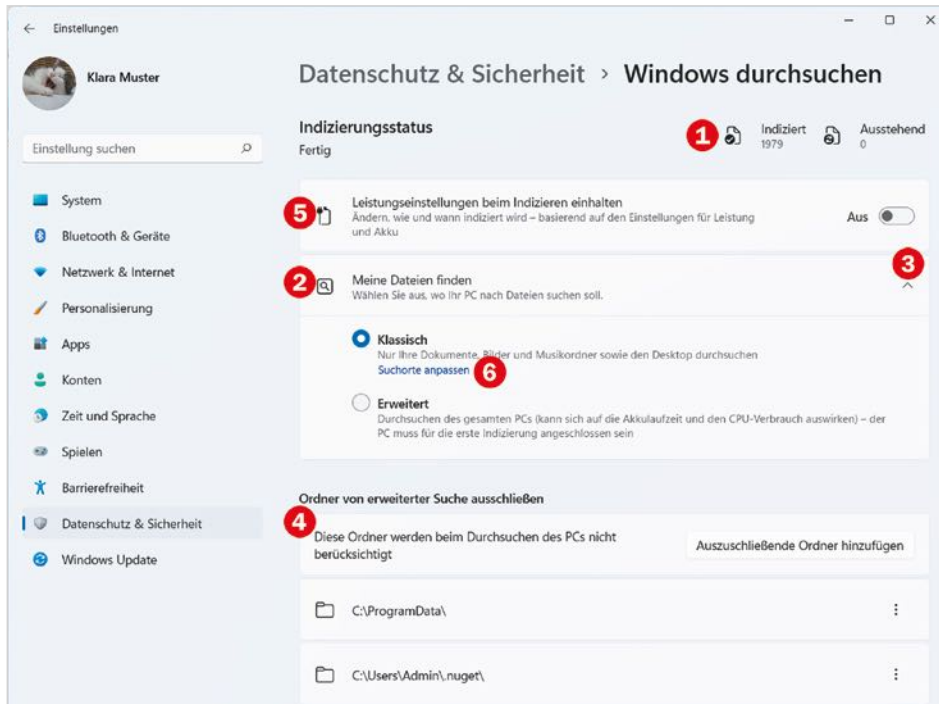 Einstellungen
Klara Muster
Einstellung suchen
System
Bluetooth & Geräte
Netzwerk & Internet
Personalisierung
Apps
Konten
Zeit und Sprache
Spielen
Barrierefreiheit
Datenschutz & Sicherheit
Windows Update
Datenschutz & Sicherheit > Windows durchsuchen
Indizierungsstatus
Fertig
1
Indiziert
1979
Ausstehend
0
5
Leistungseinstellungen beim Indizieren einhalten
Ändern, wie und wann indiziert wird – basierend auf den Einstellungen für Leistung
und Akku
Aus
3
2
Meine Dateien finden
Wählen Sie aus, wo Ihr PC nach Dateien suchen soll.
Klassisch
Nur Ihre Dokumente, Bilder und Musikordner sowie den Desktop durchsuchen
Suchorte anpassen
6
Erweitert
Durchsuchen des gesamten PCs (kann sich auf die Akkulaufzeit und den CPU-Verbrauch auswirken) – der
PC muss für die erste Indizierung angeschlossen sein
Ordner von erweiterter Suche ausschließen
4
Diese Ordner werden beim Durchsuchen des PCs nicht
berücksichtigt
Auszuschließende Ordner hinzufügen
C:\ProgramData\
C:\Users\Admin\.nuget\